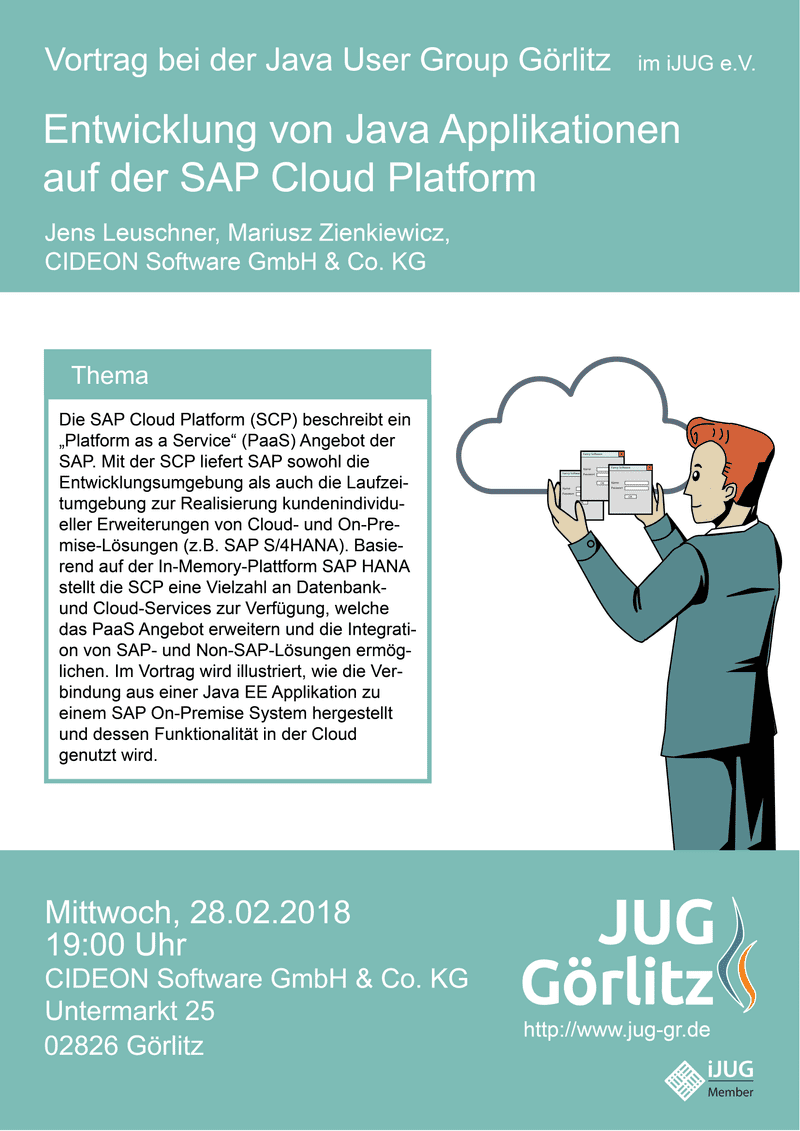 Vortrag bei der Java User Group Görlitz im iJUG e.V.
Entwicklung von Java Applikationen
auf der SAP Cloud Platform
Jens Leuschner, Mariusz Zienkiewicz,
CIDEON Software GmbH & Co. KG
Thema
Die SAP Cloud Platform (SCP) beschreibt ein
„Platform as a Service“ (PaaS) Angebot der
SAP. Mit der SCP liefert SAP sowohl die
Entwicklungsumgebung als auch die Laufzei-
tumgebung zur Realisierung kundenindividu-
eller Erweiterungen von Cloud- und On-Pre-
mise-Lösungen (z.B. SAP S/4HANA). Basie-
rend auf der In-Memory-Plattform SAP HANA
stellt die SCP eine Vielzahl an Datenbank-
und Cloud-Services zur Verfügung, welche
das PaaS Angebot erweitern und die Integrati-
on von SAP- und Non-SAP-Lösungen ermög-
lichen. Im Vortrag wird illustriert, wie die Ver-
bindung aus einer Java EE Applikation zu
einem SAP On-Premise System hergestellt
und dessen Funktionalität in der Cloud
genutzt wird.
Mittwoch, 28.02.2018
19:00 Uhr
CIDEON Software GmbH & Co. KG
Untermarkt 25
02826 Görlitz
JUG
Görlitz
http://www.jug-gr.de
iJUG
Member